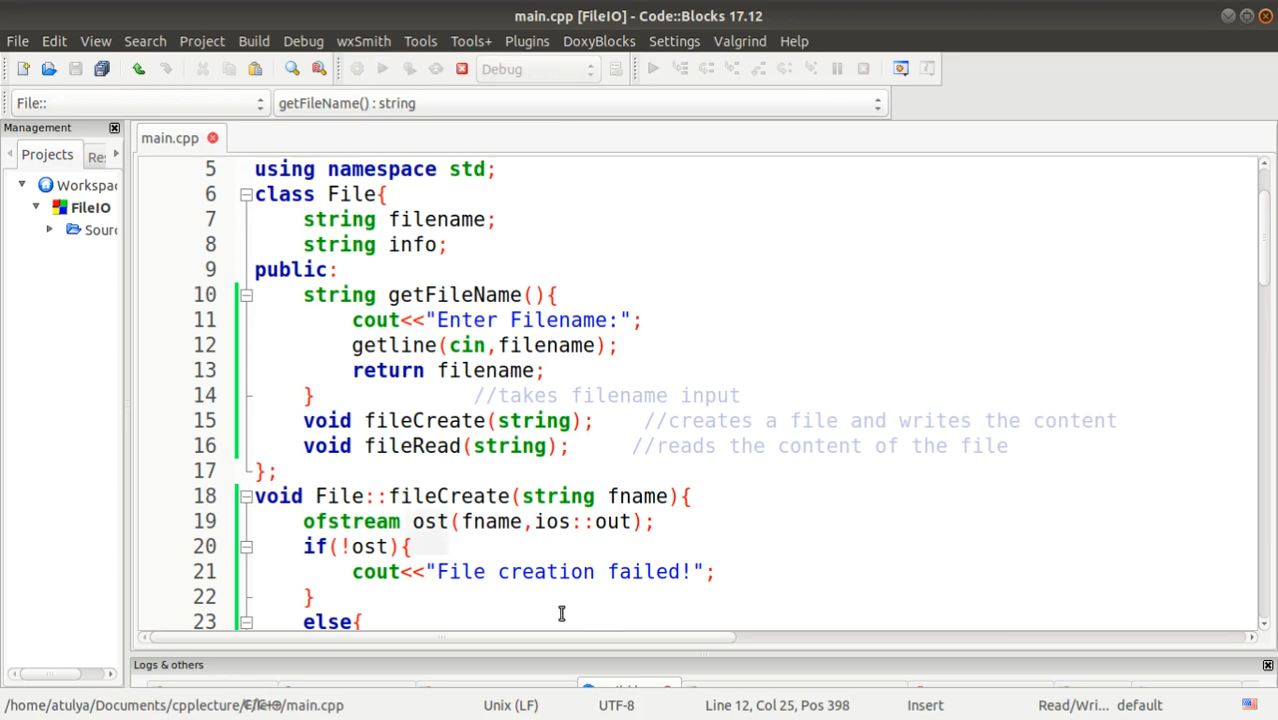 main.cpp [FileIO] - Code::Blocks 17.12
File Edit View Search Project Build Debug wxSmith Tools Tools+ Plugins DoxyBlocks Settings Valgrind Help
Debug
File:: getFileName() : string
Management
main.cpp
Projects Re
Workspa
FileIO
Sourc
5 using namespace std;
6 class File{
7 string filename;
8 string info;
9 public:
10 string getFileName(){
11 cout<<"Enter Filename:";
12 getline(cin,filename);
13 return filename;
14 } //takes filename input
15 void fileCreate(string); //creates a file and writes the content
16 void fileRead(string); //reads the content of the file
17 };
18 void File::fileCreate(string fname){
19 ofstream ost(fname,ios::out);
20 if(!ost){
21 cout<<"File creation failed!";
22 }
23 else{
Logs & others
Unix (LF) UTF-8 Line 12, Col 25, Pos 398 Insert Read/Wri... default